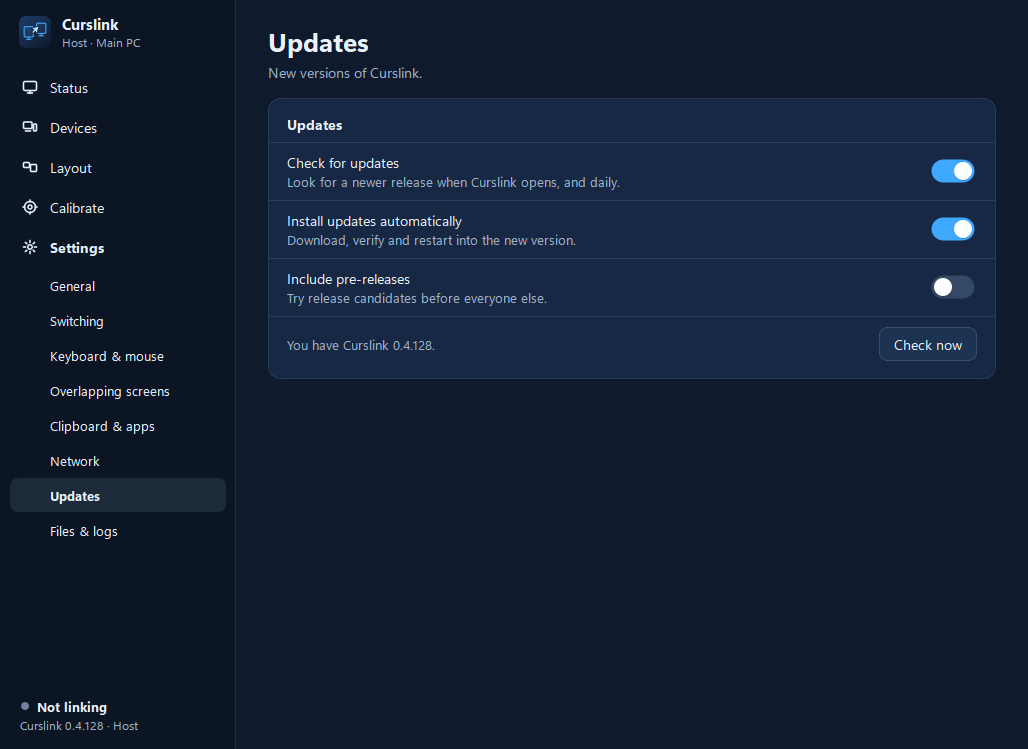 Curslink
Host · Main PC
Status
Devices
Layout
Calibrate
Settings
General
Switching
Keyboard & mouse
Overlapping screens
Clipboard & apps
Network
Updates
Files & logs
Not linking
Curslink 0.4.128 · Host
Updates
New versions of Curslink.
Updates
Check for updates
Look for a newer release when Curslink opens, and daily.
Install updates automatically
Download, verify and restart into the new version.
Include pre-releases
Try release candidates before everyone else.
You have Curslink 0.4.128.
Check now